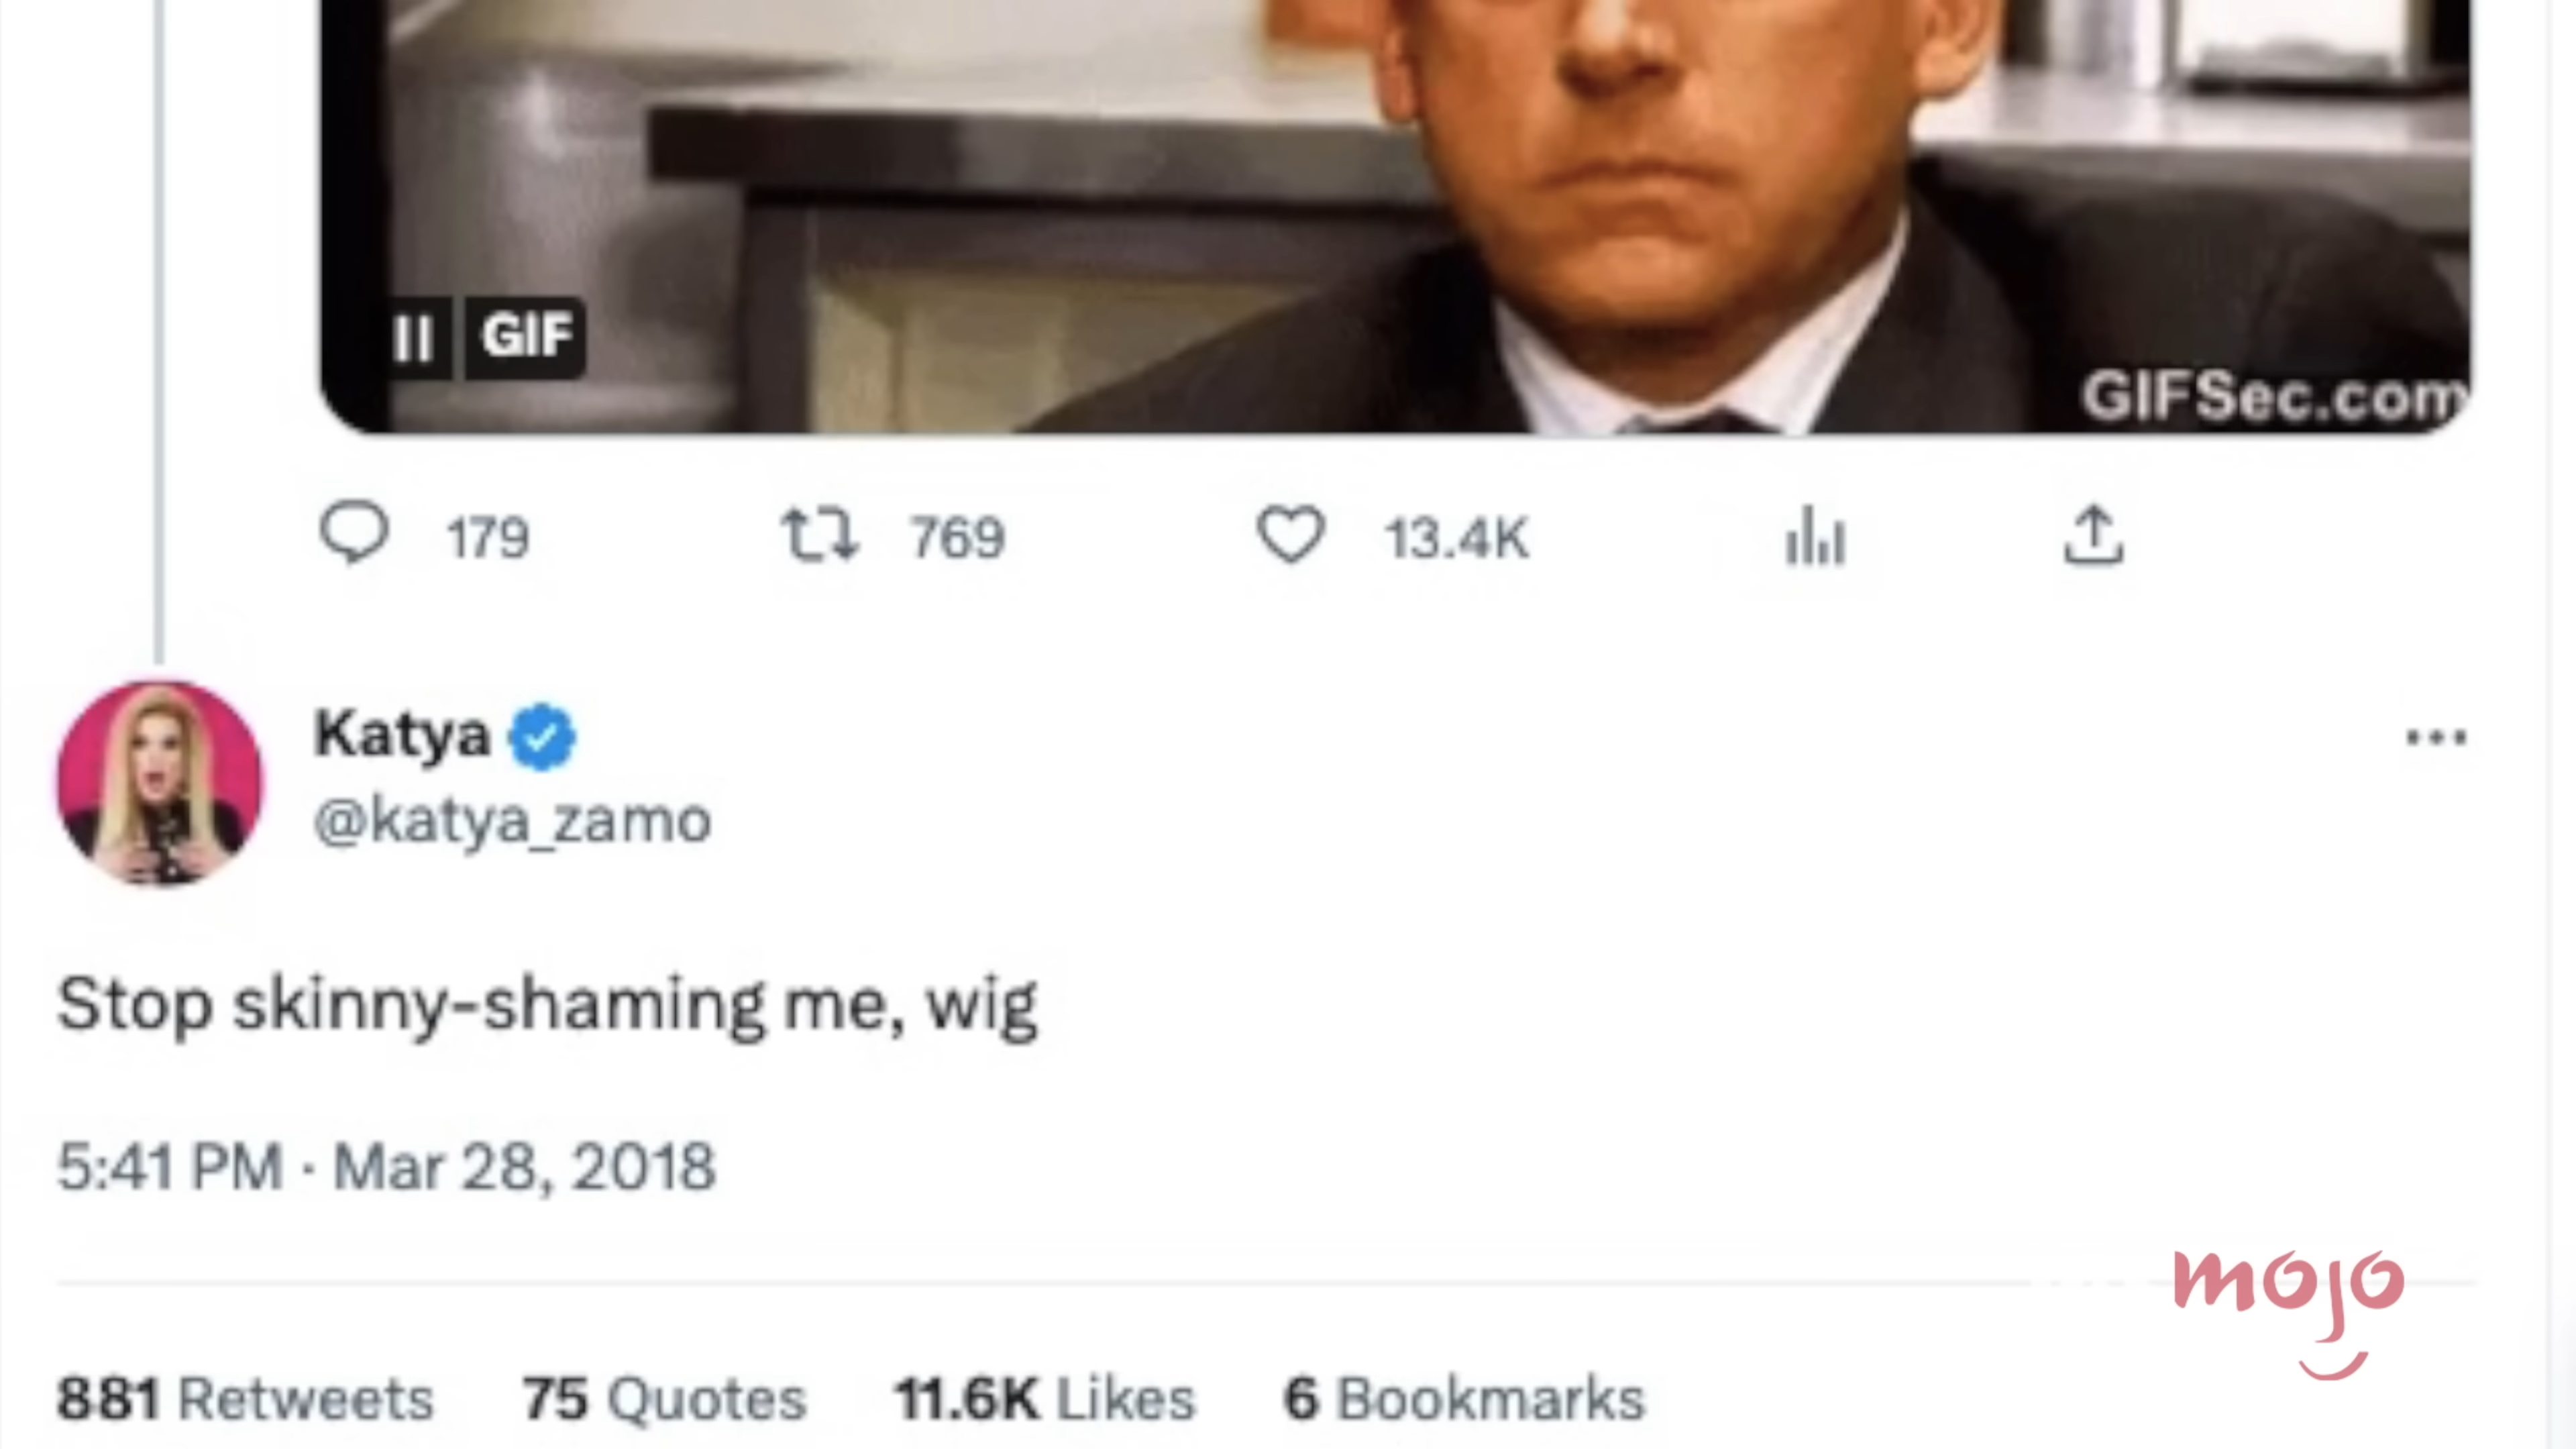 GIF
GIFSec.com
179 769 13.4K
Katya
@katya_zamo
Stop skinny-shaming me, wig
5:41 PM · Mar 28, 2018
mojo
881 Retweets 75 Quotes 11.6K Likes 6 Bookmarks